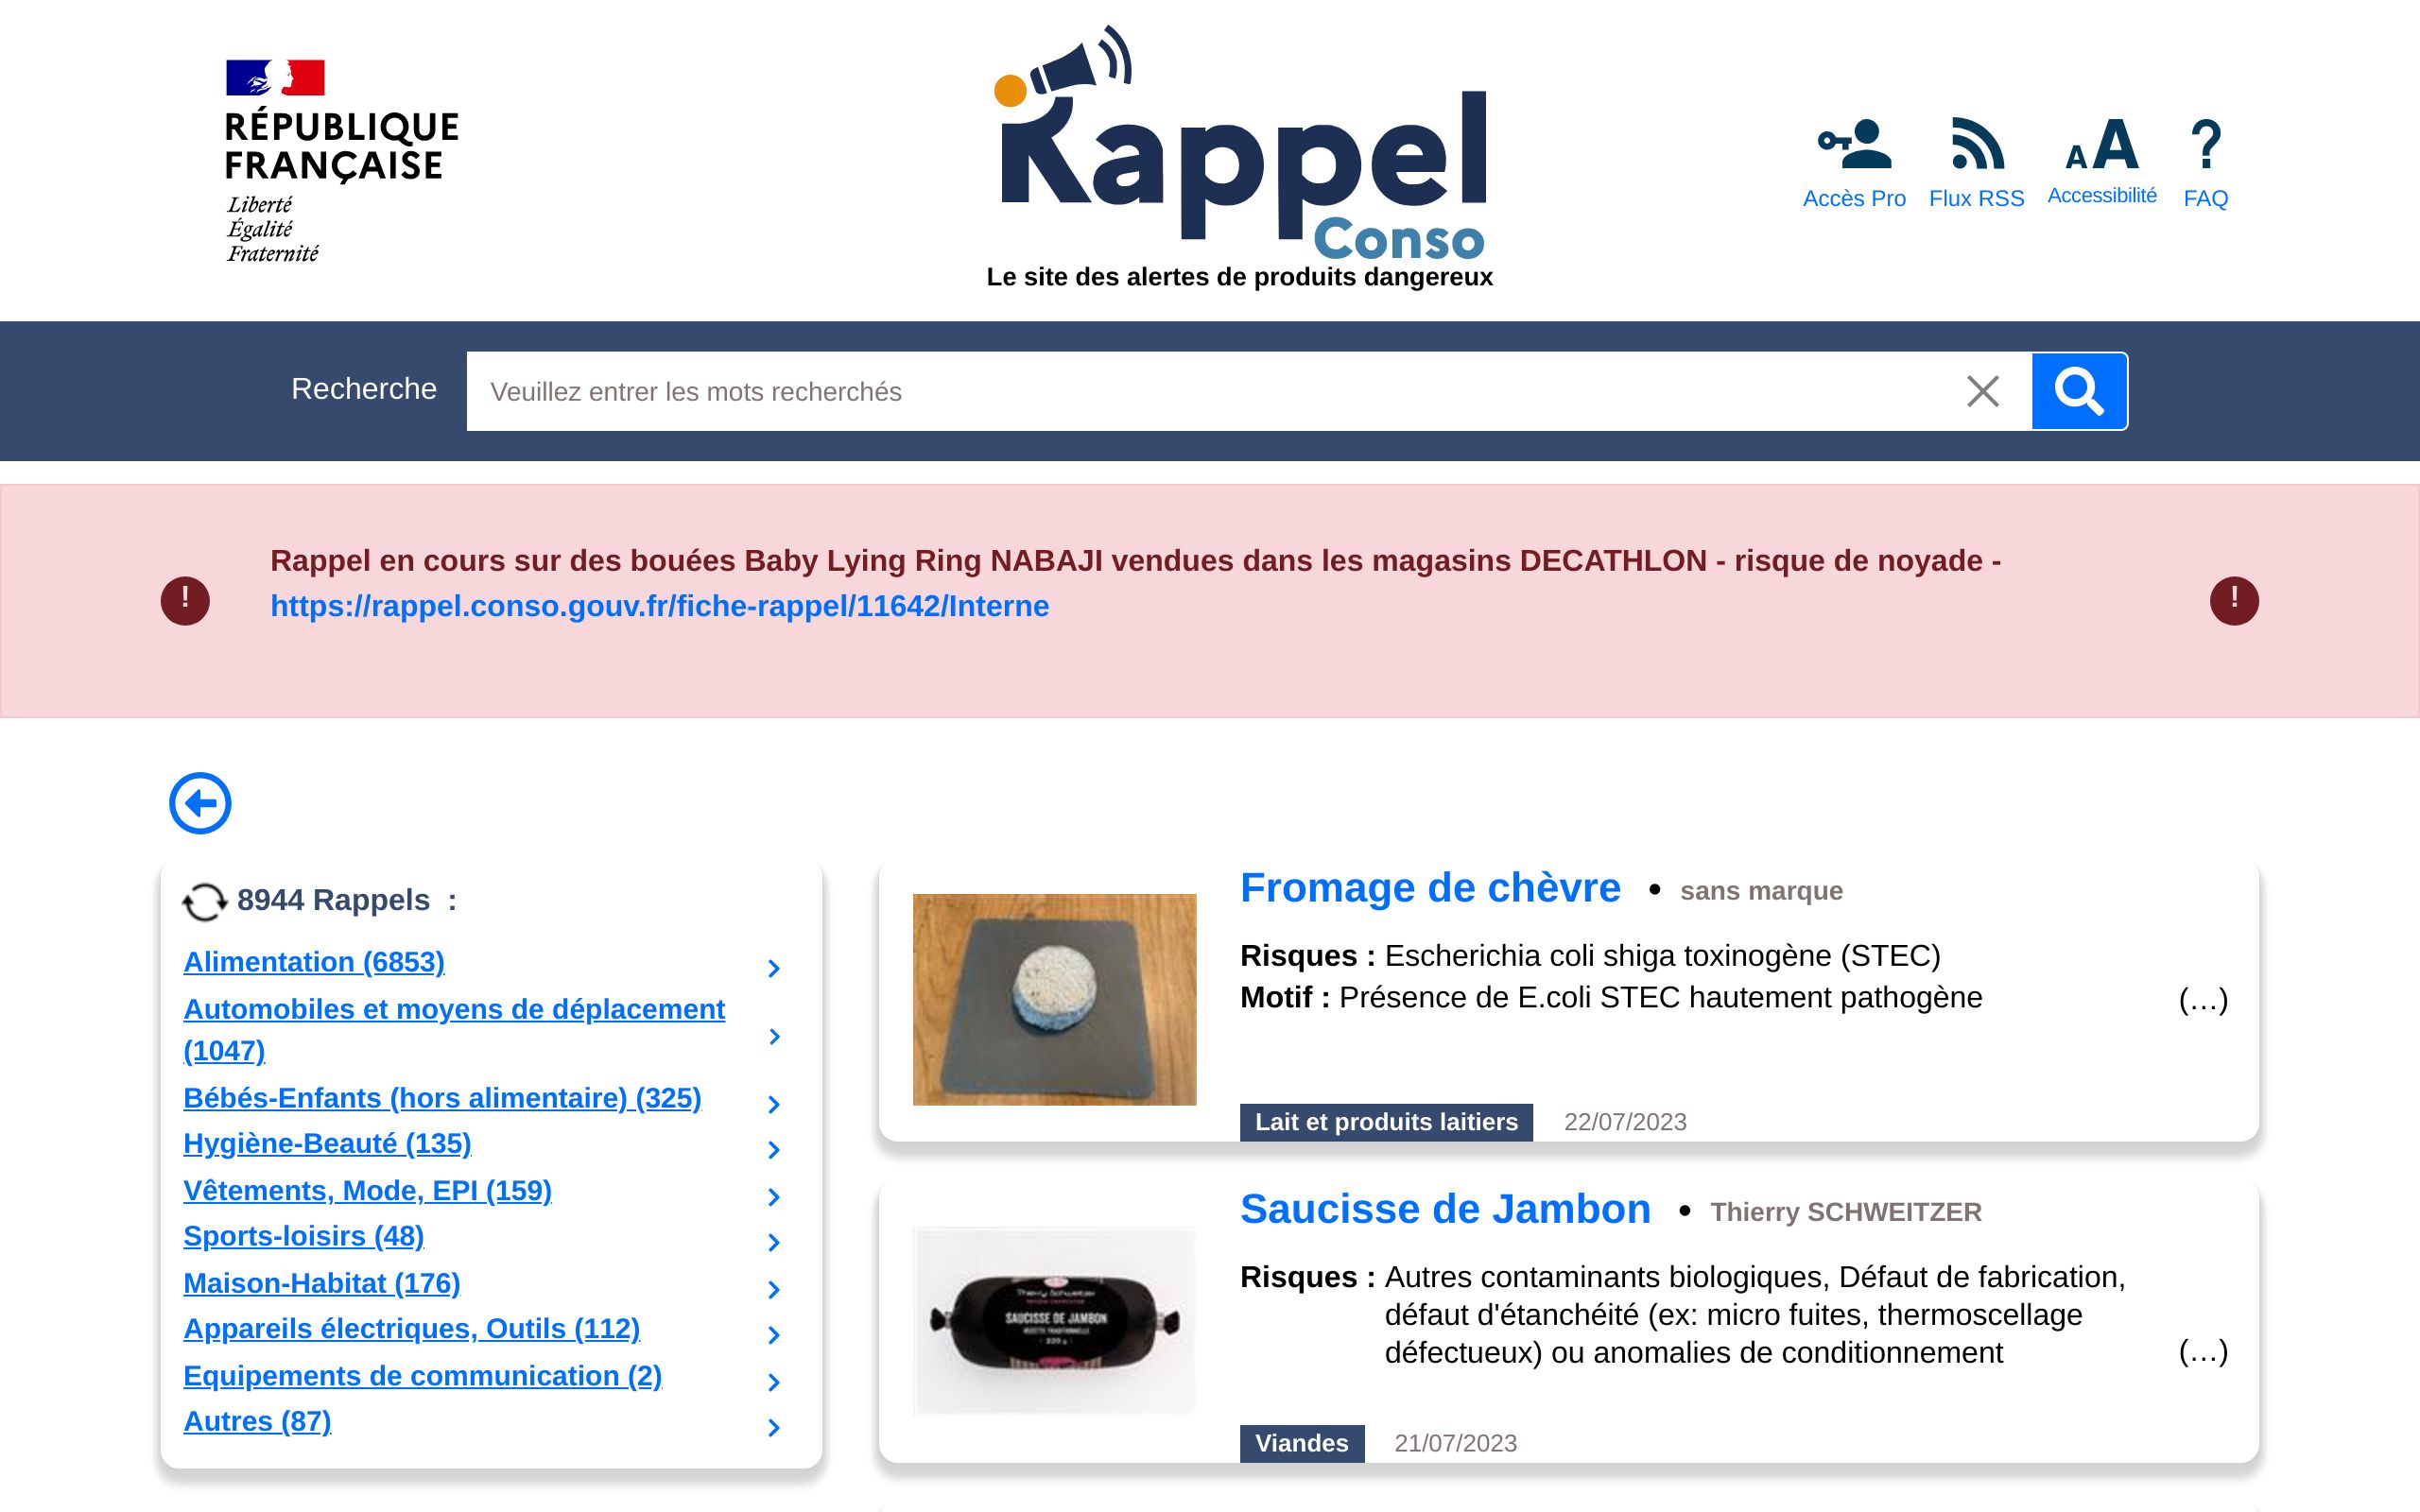 RÉPUBLIQUE
FRANÇAISE
Liberté
Égalité
Fraternité
Rappel
Conso
Le site des alertes de produits dangereux
Accès Pro
Flux RSS
AA
Accessibilité
?
FAQ
Recherche
Veuillez entrer les mots recherchés
!
Rappel en cours sur des bouées Baby Lying Ring NABAJI vendues dans les magasins DECATHLON - risque de noyade -
https://rappel.conso.gouv.fr/fiche-rappel/11642/Interne
!
8944 Rappels :
Alimentation (6853)
Automobiles et moyens de déplacement
(1047)
Bébés-Enfants (hors alimentaire) (325)
Hygiène-Beauté (135)
Vêtements, Mode, EPI (159)
Sports-loisirs (48)
Maison-Habitat (176)
Appareils électriques, Outils (112)
Equipements de communication (2)
Autres (87)
Fromage de chèvre • sans marque
Risques : Escherichia coli shiga toxinogène (STEC)
Motif : Présence de E.coli STEC hautement pathogène
(…)
Lait et produits laitiers 22/07/2023
Saucisse de Jambon • Thierry SCHWEITZER
Thierry Schweitzer
SAUCISSE DE JAMBON
Risques : Autres contaminants biologiques, Défaut de fabrication,
défaut d'étanchéité (ex: micro fuites, thermoscellage
défectueux) ou anomalies de conditionnement
(…)
Viandes 21/07/2023